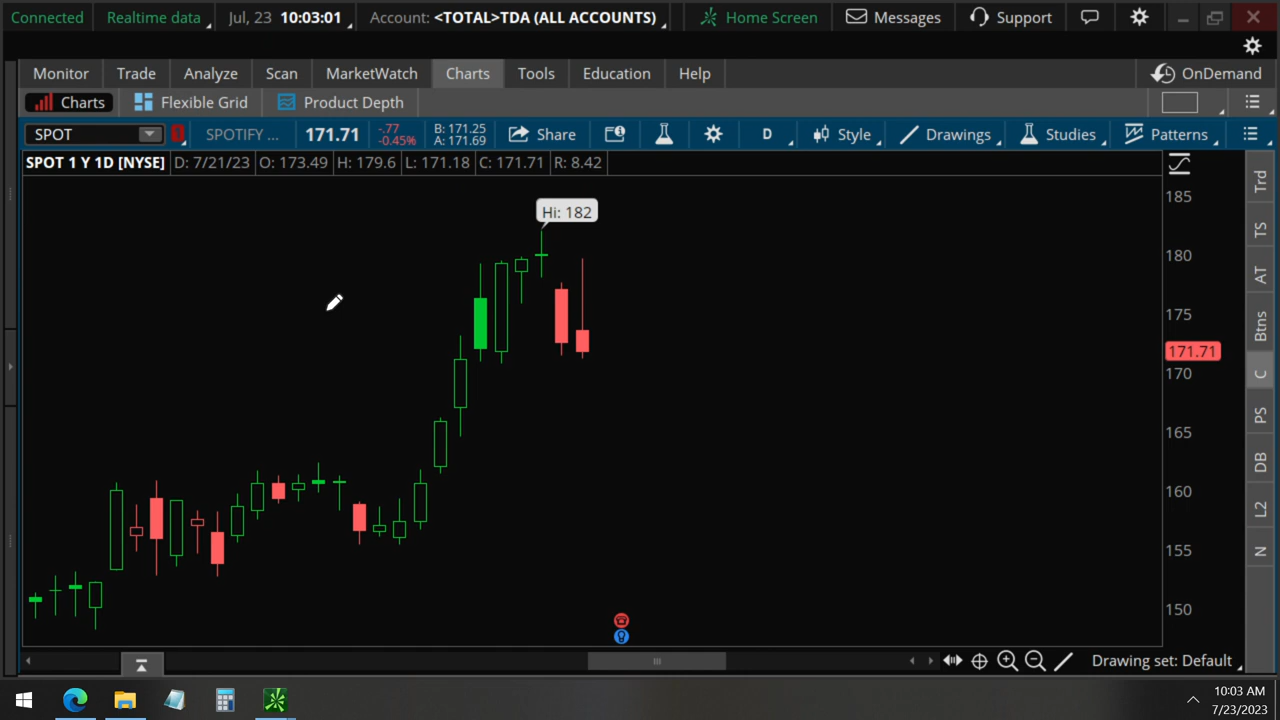 Connected Realtime data Jul, 23 10:03:01 Account: <TOTAL>TDA (ALL ACCOUNTS) Home Screen Messages Support
Monitor Trade Analyze Scan MarketWatch Charts Tools Education Help OnDemand
Charts Flexible Grid Product Depth
SPOT 1 SPOTIFY ... 171.71 -.77 B: 171.25 Share D Style Drawings Studies Patterns
-0.45% A: 171.69
SPOT 1 Y 1D [NYSE] D: 7/21/23 O: 173.49 H: 179.6 L: 171.18 C: 171.71 R: 8.42
Hi: 182
185
180
175
171.71
170
165
160
155
150
Trd
TS
AT
Btns
C
PS
DB
L2
N
Drawing set: Default
10:03 AM
7/23/2023